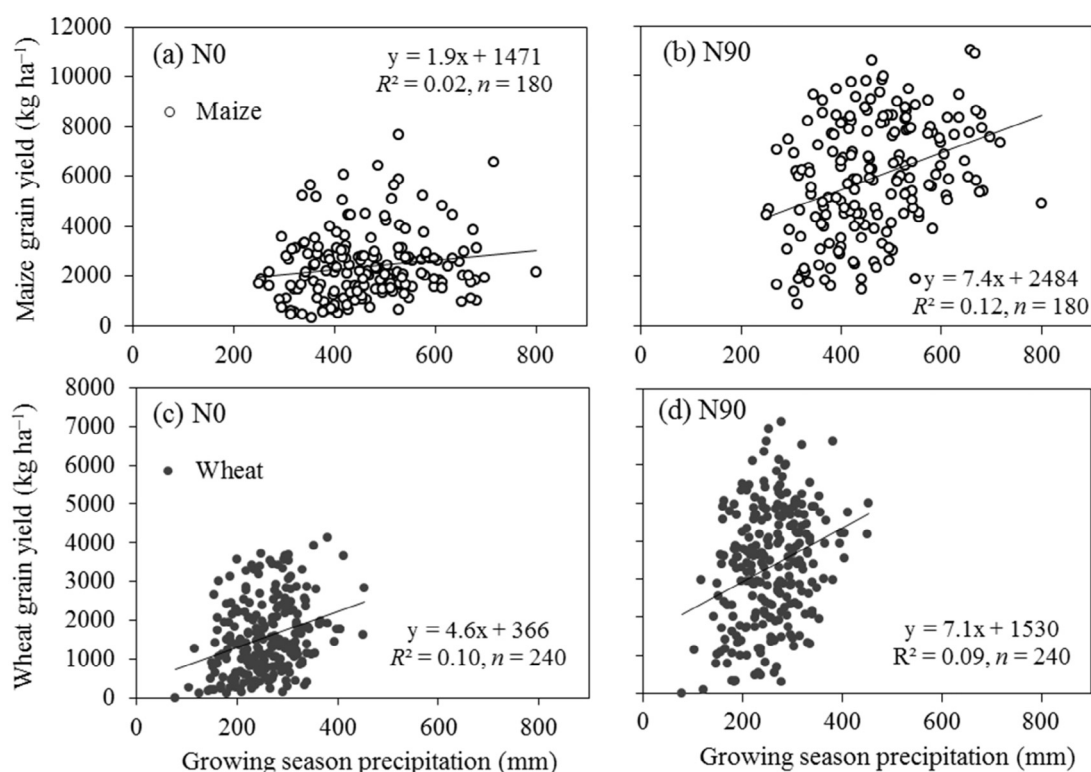 Maize grain yield (kg ha⁻¹)
12000
10000
8000
6000
4000
2000
0
(a) N0
Maize
y = 1.9x + 1471
R² = 0.02, n = 180
0 200 400 600 800
(b) N90
y = 7.4x + 2484
R² = 0.12, n = 180
0 200 400 600 800
Wheat grain yield (kg ha⁻¹)
8000
7000
6000
5000
4000
3000
2000
1000
0
(c) N0
Wheat
y = 4.6x + 366
R² = 0.10, n = 240
0 200 400 600 800
Growing season precipitation (mm)
(d) N90
y = 7.1x + 1530
R² = 0.09, n = 240
0 200 400 600 800
Growing season precipitation (mm)